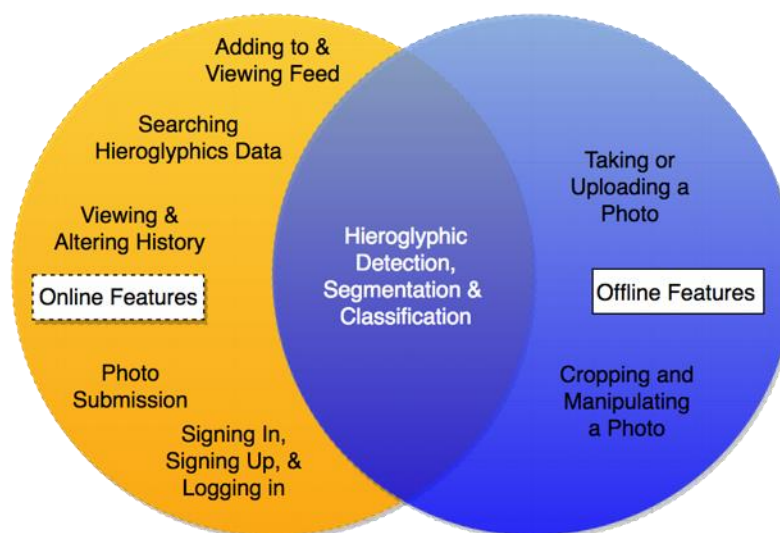 Adding to &
Viewing Feed
Searching
Hieroglyphics Data
Viewing &
Altering History
Online Features
Photo
Submission
Signing In,
Signing Up, &
Logging in
Hieroglyphic
Detection,
Segmentation &
Classification
Taking or
Uploading a
Photo
Offline Features
Cropping and
Manipulating
a Photo